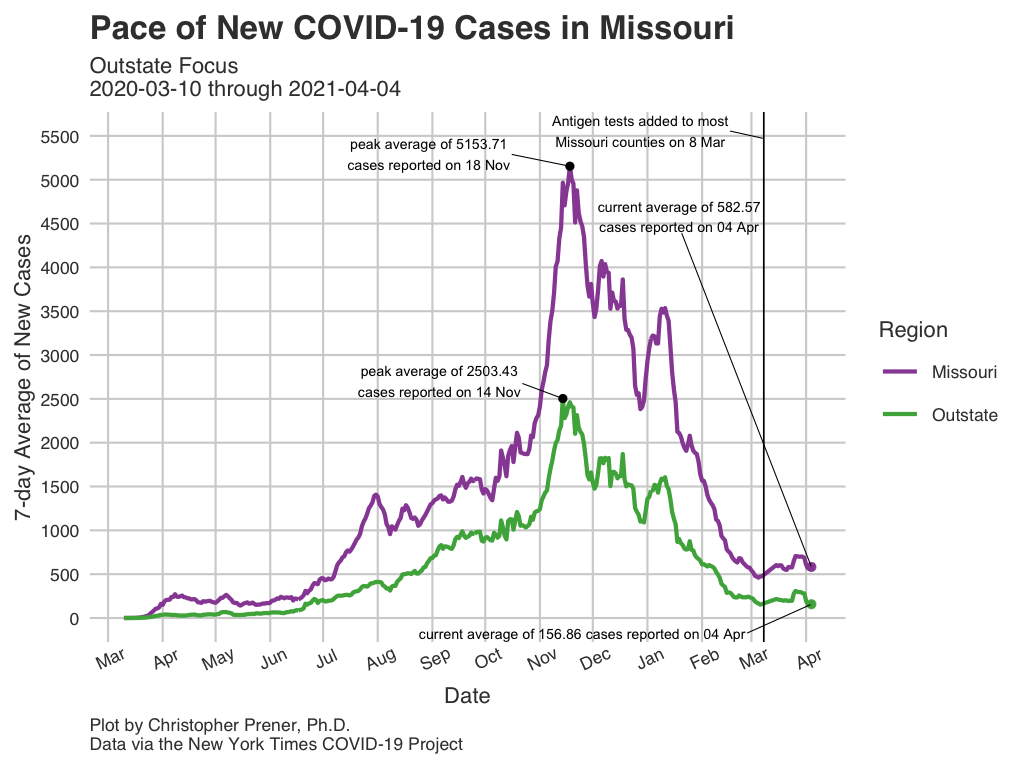 Pace of New COVID-19 Cases in Missouri
Outstate Focus
2020-03-10 through 2021-04-04
Antigen tests added to most
Missouri counties on 8 Mar
peak average of 5153.71
cases reported on 18 Nov
current average of 582.57
cases reported on 04 Apr
peak average of 2503.43
cases reported on 14 Nov
current average of 156.86 cases reported on 04 Apr
7-day Average of New Cases
5500
5000
4500
4000
3500
3000
2500
2000
1500
1000
500
0
Mar Apr May Jun Jul Aug Sep Oct Nov Dec Jan Feb Mar Apr
Date
Region
Missouri
Outstate
Plot by Christopher Prener, Ph.D.
Data via the New York Times COVID-19 Project